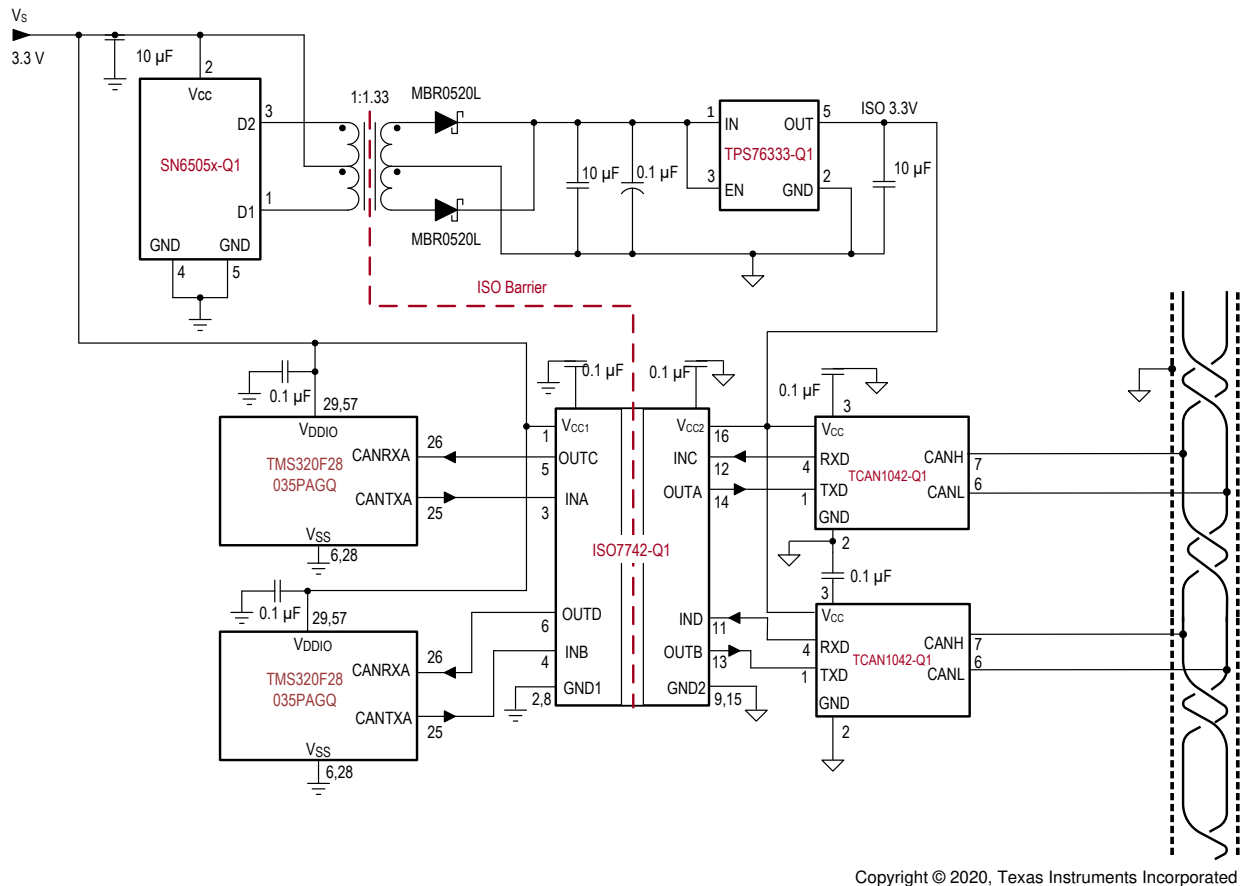 VS
3.3 V
10 µF
2
Vcc
3
D2
SN6505x-Q1
1
D1
GND
GND
4
5
1:1.33
MBR0520L
MBR0520L
10 µF
0.1 µF
1
IN
OUT
5
ISO 3.3V
TPS76333-Q1
3
EN
GND
2
10 µF
ISO Barrier
0.1 µF
29,57
VDDIO
CANRXA
26
TMS320F28
035PAGQ
CANTXA
25
VSS
6,28
0.1 µF
29,57
VDDIO
CANRXA
26
TMS320F28
035PAGQ
CANTXA
25
VSS
6,28
0.1 µF
0.1 µF
1
VCC1
5
OUTC
3
INA
ISO7742-Q1
6
OUTD
4
INB
2,8
GND1
VCC2
16
INC
12
OUTA
14
IND
11
OUTB
13
GND2
9,15
0.1 µF
3
VCC
4
RXD
1
TXD
GND
2
TCAN1042-Q1
CANH
7
CANL
6
0.1 µF
3
VCC
4
RXD
1
TXD
GND
2
TCAN1042-Q1
CANH
7
CANL
6
Copyright © 2020, Texas Instruments Incorporated